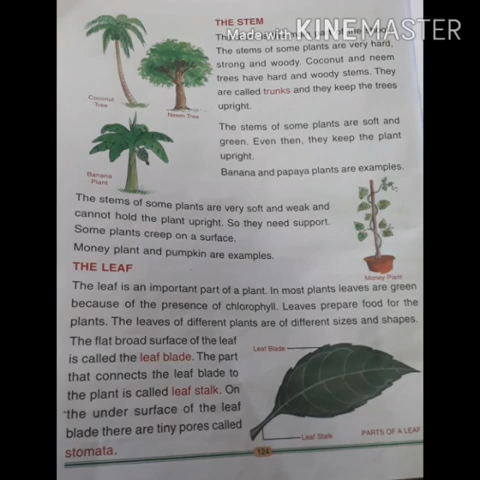 Made with KINEMASTER
THE STEM
The stems of some plants are very hard,
strong and woody. Coconut and neem
trees have hard and woody stems. They
are called trunks and they keep the trees
upright.
Coconut
Tree
Neem Tree
The stems of some plants are soft and
green. Even then, they keep the plant
upright.
Banana and papaya plants are examples.
Banana
Plant
The stems of some plants are very soft and weak and
cannot hold the plant upright. So they need support.
Some plants creep on a surface.
Money plant and pumpkin are examples.
Money Plant
THE LEAF
The leaf is an important part of a plant. In most plants leaves are green
because of the presence of chlorophyll. Leaves prepare food for the
plants. The leaves of different plants are of different sizes and shapes.
The flat broad surface of the leaf
is called the leaf blade. The part
that connects the leaf blade to
the plant is called leaf stalk. On
the under surface of the leaf
blade there are tiny pores called
stomata.
Leaf Blade
Leaf Stalk
PARTS OF A LEAF
124